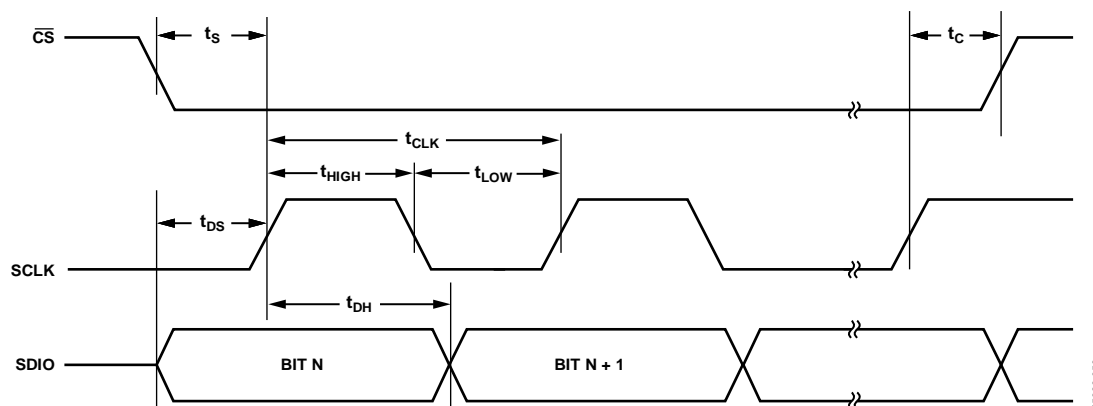 CS
tS
tC
tCLK
tHIGH
tLOW
tDS
SCLK
tDH
SDIO
BIT N
BIT N + 1